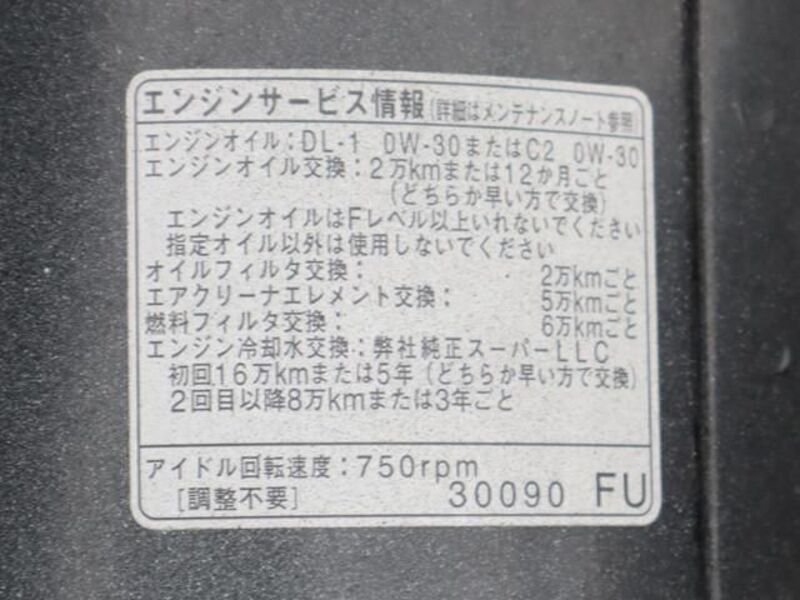 エンジンサービス情報(詳細はメンテナンスノート参照)
エンジンオイル：DL-1 0W-30またはC2 0W-30
エンジンオイル交換：2万kmまたは12か月ごと
(どちらか早い方で交換)
エンジンオイルはFレベル以上いれないでください
指定オイル以外は使用しないでください
オイルフィルタ交換： 2万kmごと
エアクリーナエレメント交換： 5万kmごと
燃料フィルタ交換： 6万kmごと
エンジン冷却水交換：弊社純正スーパーLLC
初回16万kmまたは5年(どちらか早い方で交換)
2回目以降8万kmまたは3年ごと
アイドル回転速度：750rpm
[調整不要] 30090 FU